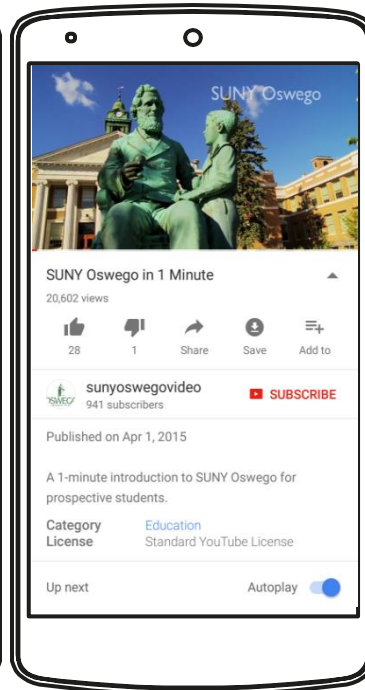 SUNY Oswego
SUNY Oswego in 1 Minute
20,602 views
28 1 Share Save Add to
OSWEGO
sunyoswegovideo
SUBSCRIBE
941 subscribers
Published on Apr 1, 2015
A 1-minute introduction to SUNY Oswego for
prospective students.
Category Education
License Standard YouTube License
Up next Autoplay